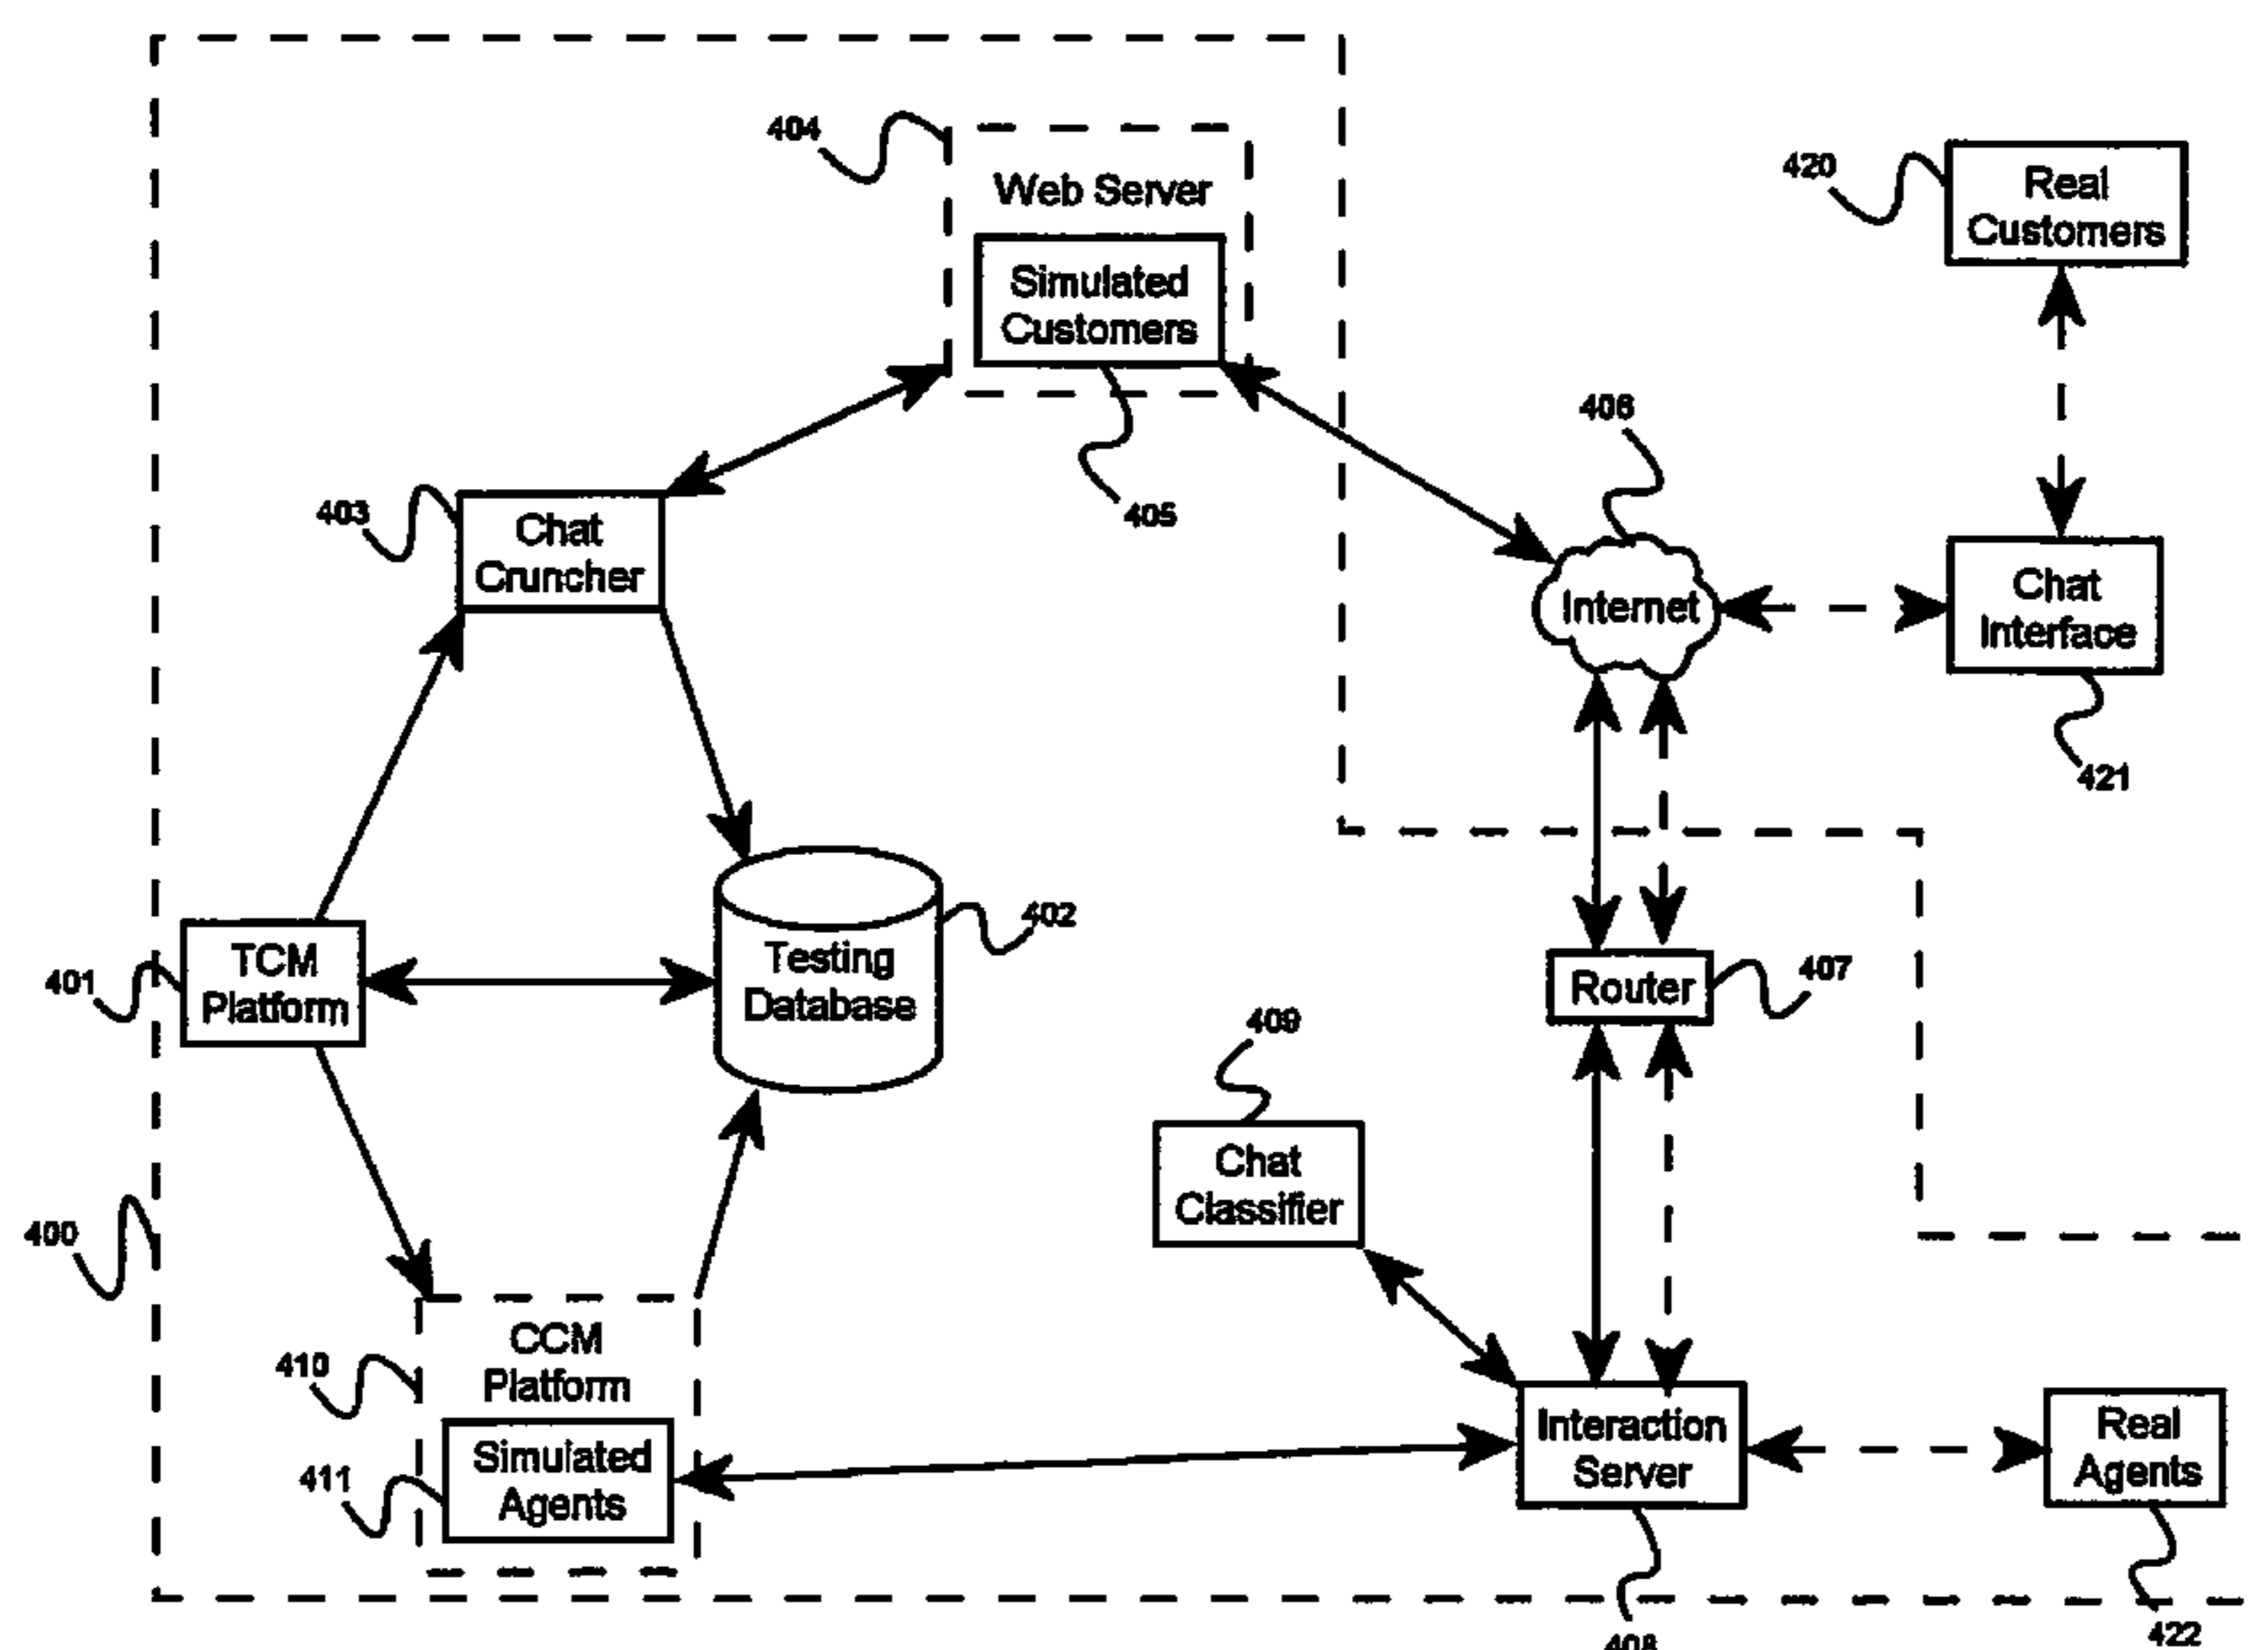 404
Web Server
Simulated
Customers
405
420
Real
Customers
406
Internet
Chat
Interface
421
403
Chat
Cruncher
401
TCM
Platform
Testing
Database
402
Router
407
409
Chat
Classifier
400
410
CCM
Platform
411
Simulated
Agents
Interaction
Server
408
Real
Agents
422